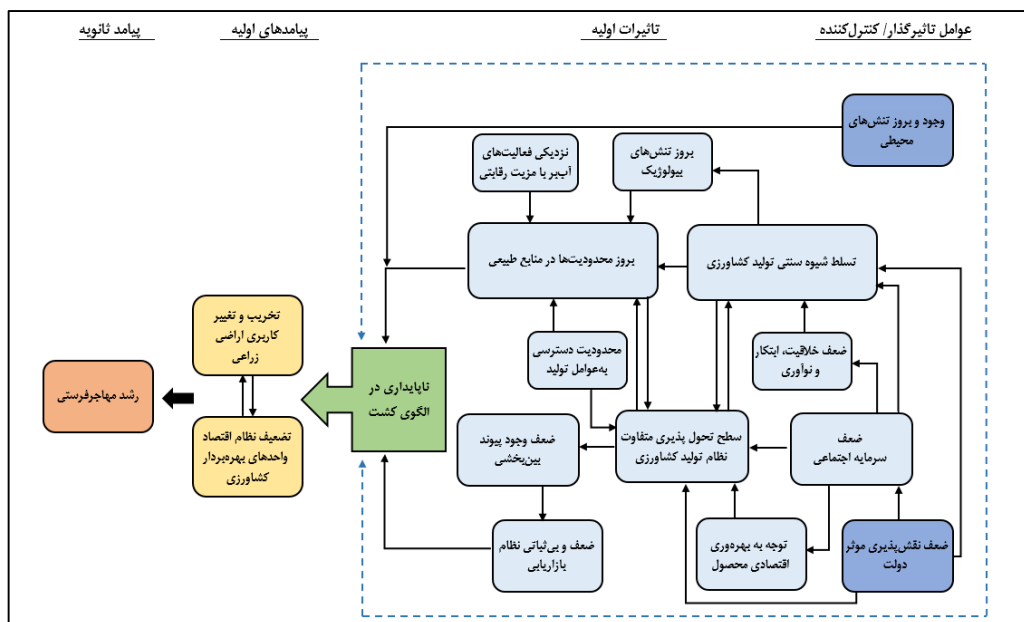 عوامل تاثیرگذار/ کنترل‌کننده
تاثیرات اولیه
پیامدهای اولیه
پیامد ثانویه
وجود و بروز تنش‌های
محیطی
بروز تنش‌های
بیولوژیک
نزدیکی فعالیت‌های
آب‌بر با مزیت رقابتی
تسلط شیوه سنتی تولید کشاورزی
بروز محدودیت‌ها در منابع طبیعی
ضعف خلاقیت، ابتکار
و نوآوری
محدودیت دسترسی
به‌عوامل تولید
ناپایداری در
الگوی کشت
تخریب و تغییر
کاربری اراضی
زراعی
رشد مهاجرفرستی
ضعف
سرمایه اجتماعی
سطح تحول پذیری متفاوت
نظام تولید کشاورزی
ضعف وجود پیوند
بین‌بخشی
تضعیف نظام اقتصاد
واحدهای بهره‌بردار
کشاورزی
ضعف نقش‌پذیری موثر
دولت
توجه به بهره‌وری
اقتصادی محصول
ضعف و بی‌ثباتی نظام
بازاریابی